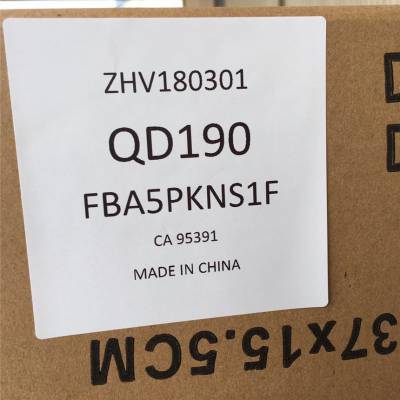 ZHV180301
QD190
FBA5PKNS1F
CA 95391
MADE IN CHINA
37x15.5CM